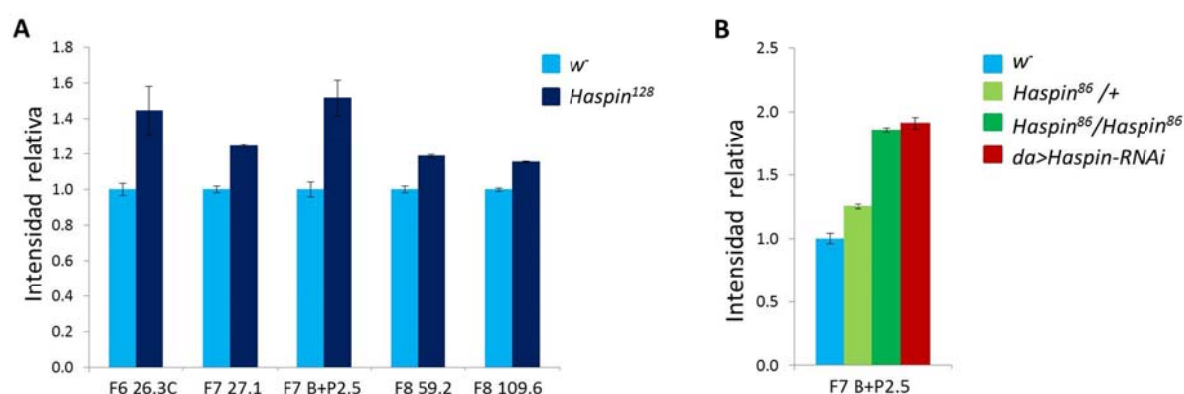 A
Intensidad relativa
1.8
1.6
1.4
1.2
1.0
0.8
0.6
0.4
0.2
0.0
F6 26.3C F7 27.1 F7 B+P2.5 F8 59.2 F8 109.6
w⁻
Haspin¹²⁸
B
Intensidad relativa
2.5
2.0
1.5
1.0
0.5
0.0
F7 B+P2.5
w⁻
Haspin⁸⁶ /+
Haspin⁸⁶/Haspin⁸⁶
da>Haspin-RNAi